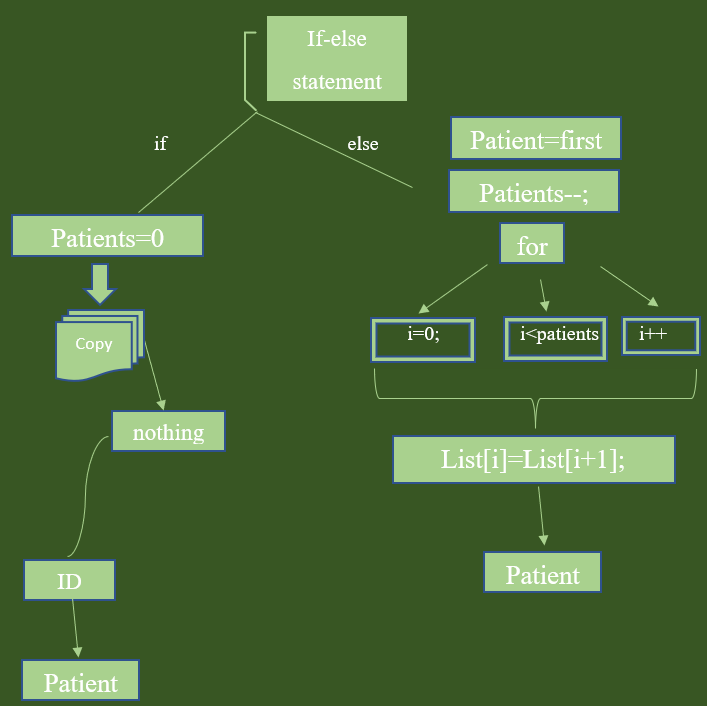 If-else
statement
if
else
Patient=first
Patients--;
for
i=0;
i<patients
i++
List[i]=List[i+1];
Patient
Patients=0
Copy
nothing
ID
Patient